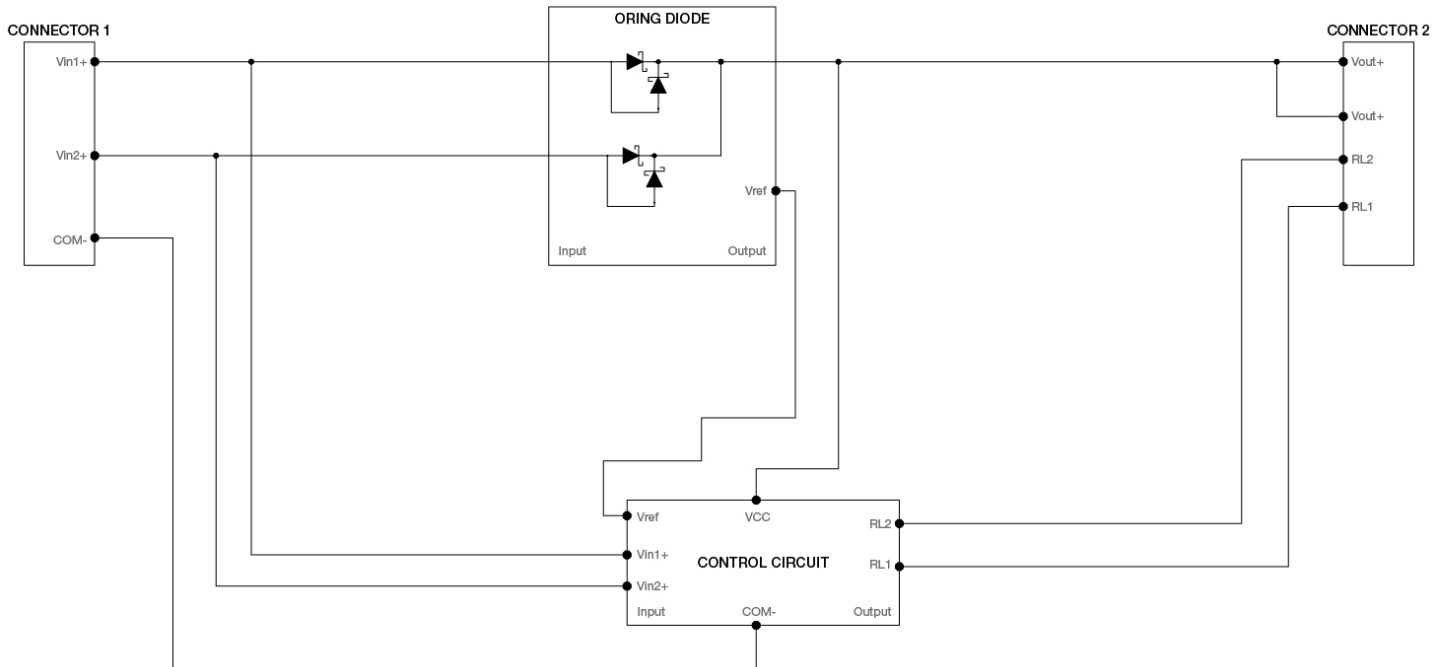 ORING DIODE
CONNECTOR 1
CONNECTOR 2
Vin1+
Vout+
Vout+
Vin2+
RL2
Vref
RL1
COM-
Input
Output
Vref
VCC
RL2
Vin1+
CONTROL CIRCUIT
RL1
Vin2+
Input
COM-
Output